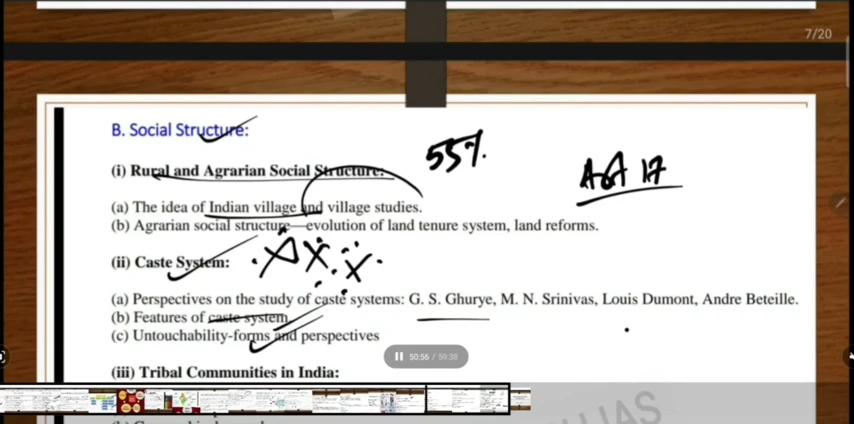 7/20
B. Social Structure:
55%.
(i) Rural and Agrarian Social Structure:
(a) The idea of Indian village and village studies.
(b) Agrarian social structure—evolution of land tenure system, land reforms.
(ii) Caste System:
(a) Perspectives on the study of caste systems: G. S. Ghurye, M. N. Srinivas, Louis Dumont, Andre Beteille.
(b) Features of caste system
(c) Untouchability-forms and perspectives
50:56 / 59:38
(iii) Tribal Communities in India:
IAS